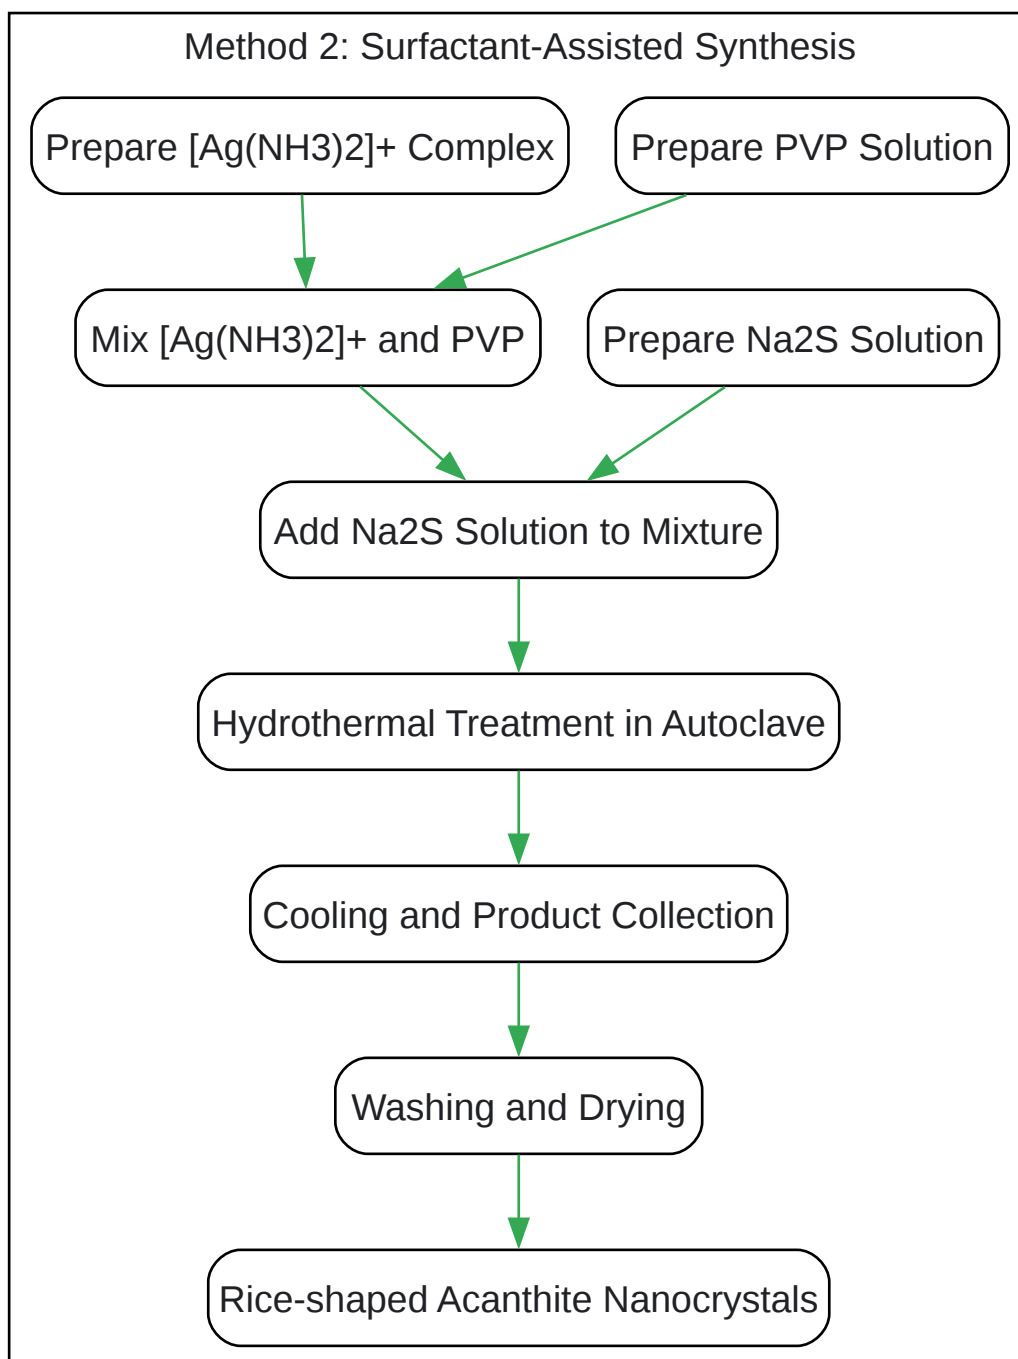 Method 2: Surfactant-Assisted Synthesis
Prepare [Ag(NH3)2]+ Complex
Prepare PVP Solution
Mix [Ag(NH3)2]+ and PVP
Prepare Na2S Solution
Add Na2S Solution to Mixture
Hydrothermal Treatment in Autoclave
Cooling and Product Collection
Washing and Drying
Rice-shaped Acanthite Nanocrystals